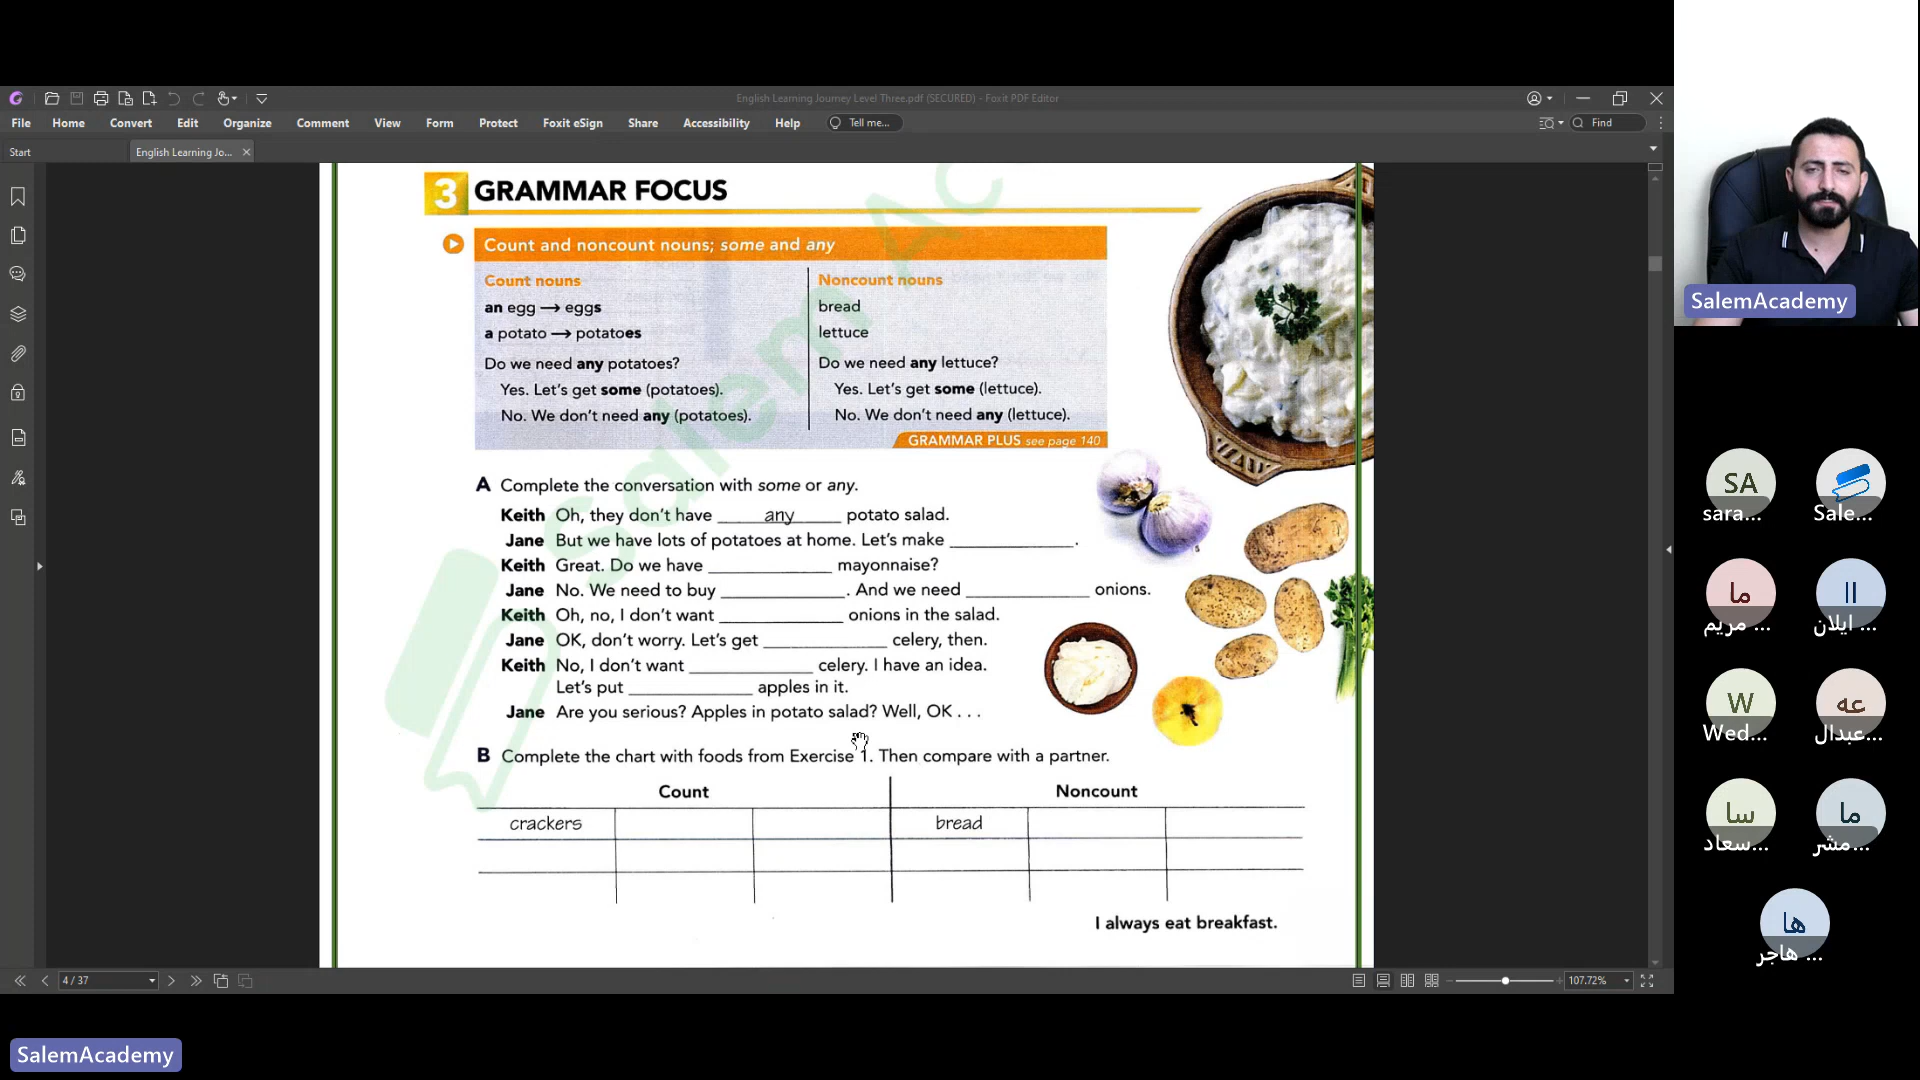 English Learning Journey Level Three.pdf (SECURED) - Foxit PDF Editor
File Home Convert Edit Organize Comment View Form Protect Foxit eSign Share Accessibility Help Tell me... Find
Start English Learning Jo...
3 GRAMMAR FOCUS
Count and noncount nouns; some and any
Count nouns
an egg → eggs
a potato → potatoes
Do we need any potatoes?
Yes. Let's get some (potatoes).
No. We don't need any (potatoes).
Noncount nouns
bread
lettuce
Do we need any lettuce?
Yes. Let's get some (lettuce).
No. We don't need any (lettuce).
GRAMMAR PLUS see page 140
A Complete the conversation with some or any.
Keith Oh, they don't have any potato salad.
Jane But we have lots of potatoes at home. Let's make ____________.
Keith Great. Do we have ____________ mayonnaise?
Jane No. We need to buy ____________. And we need ____________ onions.
Keith Oh, no, I don't want ____________ onions in the salad.
Jane OK, don't worry. Let's get ____________ celery, then.
Keith No, I don't want ____________ celery. I have an idea.
Let's put ____________ apples in it.
Jane Are you serious? Apples in potato salad? Well, OK . . .
B Complete the chart with foods from Exercise 1. Then compare with a partner.
Count Noncount
crackers bread
I always eat breakfast.
Salem Ac
4 / 37
107.72%
SalemAcademy
SA
sara...
Sale...
ما
مريم ...
اا
ايلان ...
W
Wed...
عه
عبدال...
سا
سعاد...
ما
مشر...
ها
هاجر ...
SalemAcademy